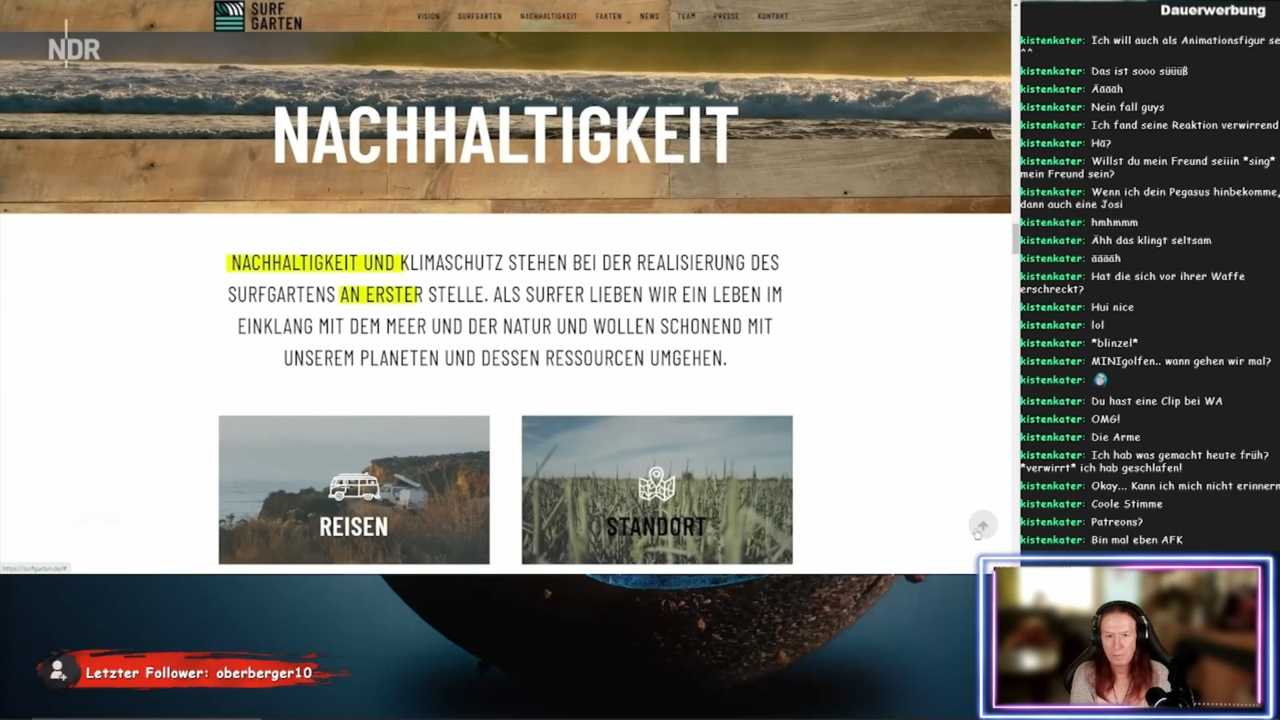 SURF
GARTEN
VISION SURFGARTEN NACHHALTIGKEIT FAKTEN NEWS TEAM PRESSE KONTAKT
NDR
NACHHALTIGKEIT
NACHHALTIGKEIT UND KLIMASCHUTZ STEHEN BEI DER REALISIERUNG DES
SURFGARTENS AN ERSTER STELLE. ALS SURFER LIEBEN WIR EIN LEBEN IM
EINKLANG MIT DEM MEER UND DER NATUR UND WOLLEN SCHONEND MIT
UNSEREM PLANETEN UND DESSEN RESSOURCEN UMGEHEN.
REISEN
STANDORT
https://surfgarten.de/#
Letzter Follower: oberberger10
Dauerwerbung
kistenkater: Ich will auch als Animationsfigur se
^^
kistenkater: Das ist sooo süüüß
kistenkater: Äääh
kistenkater: Nein fall guys
kistenkater: Ich fand seine Reaktion verwirrend
kistenkater: Hä?
kistenkater: Willst du mein Freund seiiin *sing*
mein Freund sein?
kistenkater: Wenn ich dein Pegasus hinbekomme,
dann auch eine Josi
kistenkater: hmhmmm
kistenkater: Ähh das klingt seltsam
kistenkater: ääääh
kistenkater: Hat die sich vor ihrer Waffe
erschreckt?
kistenkater: Hui nice
kistenkater: lol
kistenkater: *blinzel*
kistenkater: MINIgolfen.. wann gehen wir mal?
kistenkater:
kistenkater: Du hast eine Clip bei WA
kistenkater: OMG!
kistenkater: Die Arme
kistenkater: Ich hab was gemacht heute früh?
*verwirrt* ich hab geschlafen!
kistenkater: Okay... Kann ich mich nicht erinnern
kistenkater: Coole Stimme
kistenkater: Patreons?
kistenkater: Bin mal eben AFK